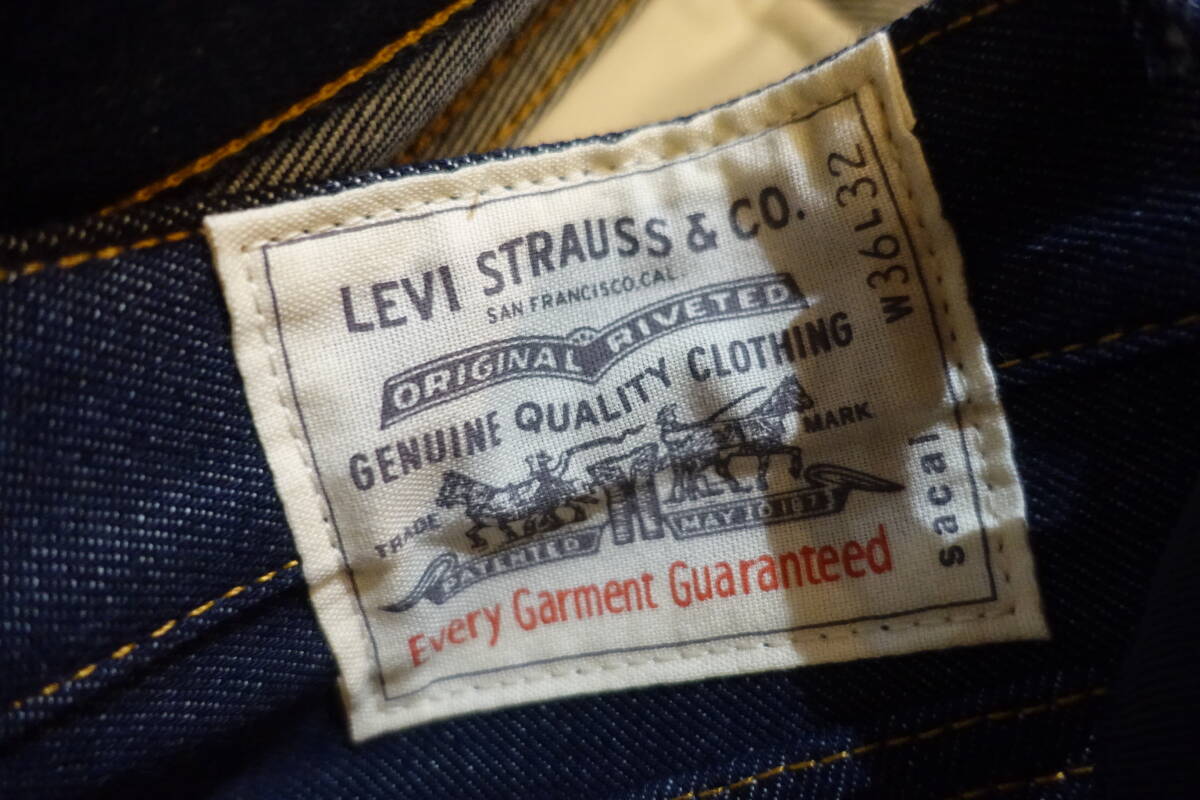 LEVI STRAUSS & CO.
SAN FRANCISCO.CAL.
ORIGINAL RIVETED
GENUINE QUALITY CLOTHING
TRADE MARK
PATENTED MAY 20 1873
Every Garment Guaranteed
W36L32
sacai